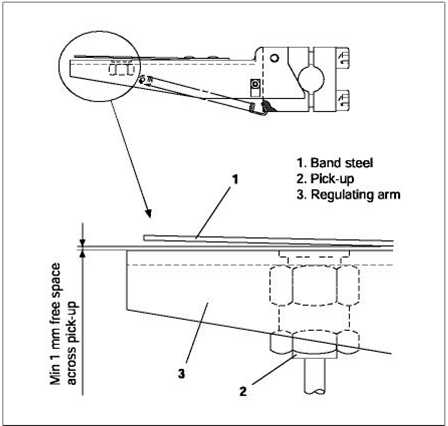 1. Band steel
2. Pick-up
3. Regulating arm
1
Min 1 mm free space
across pick-up
3
2